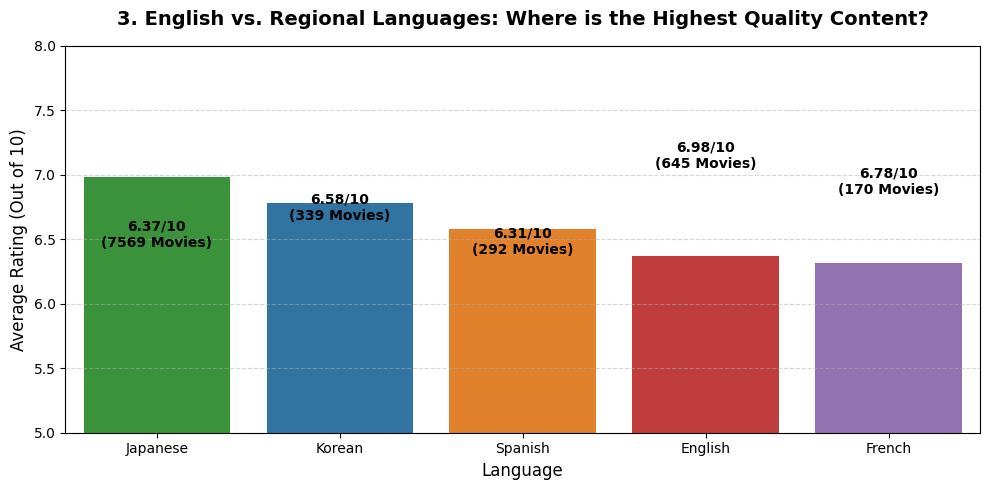 3. English vs. Regional Languages: Where is the Highest Quality Content?
Average Rating (Out of 10)
8.0
7.5
7.0
6.5
6.0
5.5
5.0
6.37/10
(7569 Movies)
6.58/10
(339 Movies)
6.31/10
(292 Movies)
6.98/10
(645 Movies)
6.78/10
(170 Movies)
Japanese
Korean
Spanish
English
French
Language